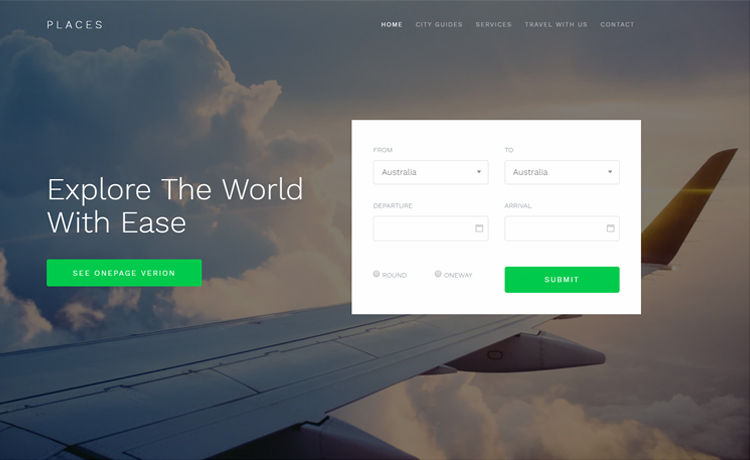 PLACES
HOME CITY GUIDES SERVICES TRAVEL WITH US CONTACT
Explore The World
With Ease
SEE ONEPAGE VERION
FROM TO
Australia Australia
DEPARTURE ARRIVAL
ROUND ONEWAY SUBMIT